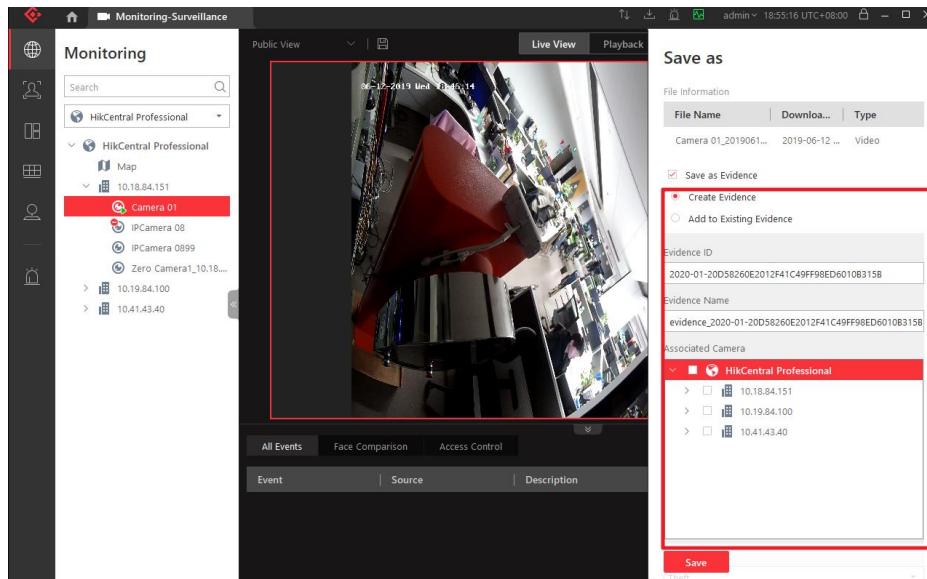 Monitoring-Surveillance
admin 18:55:16 UTC+08:00
Monitoring
Search
HikCentral Professional
HikCentral Professional
Map
10.18.84.151
Camera 01
IPCamera 08
IPCamera 0899
Zero Camera1_10.18....
10.19.84.100
10.41.43.40
Public View
Live View
Playback
06-12-2019 Wed 18:45:14
All Events
Face Comparison
Access Control
Event
Source
Description
Save as
File Information
File Name
Downloa...
Type
Camera 01_2019061...
2019-06-12 ...
Video
Save as Evidence
Create Evidence
Add to Existing Evidence
Evidence ID
2020-01-20D58260E2012F41C49FF98ED6010B315B
Evidence Name
evidence_2020-01-20D58260E2012F41C49FF98ED6010B315B
Associated Camera
HikCentral Professional
10.18.84.151
10.19.84.100
10.41.43.40
Save
Theft